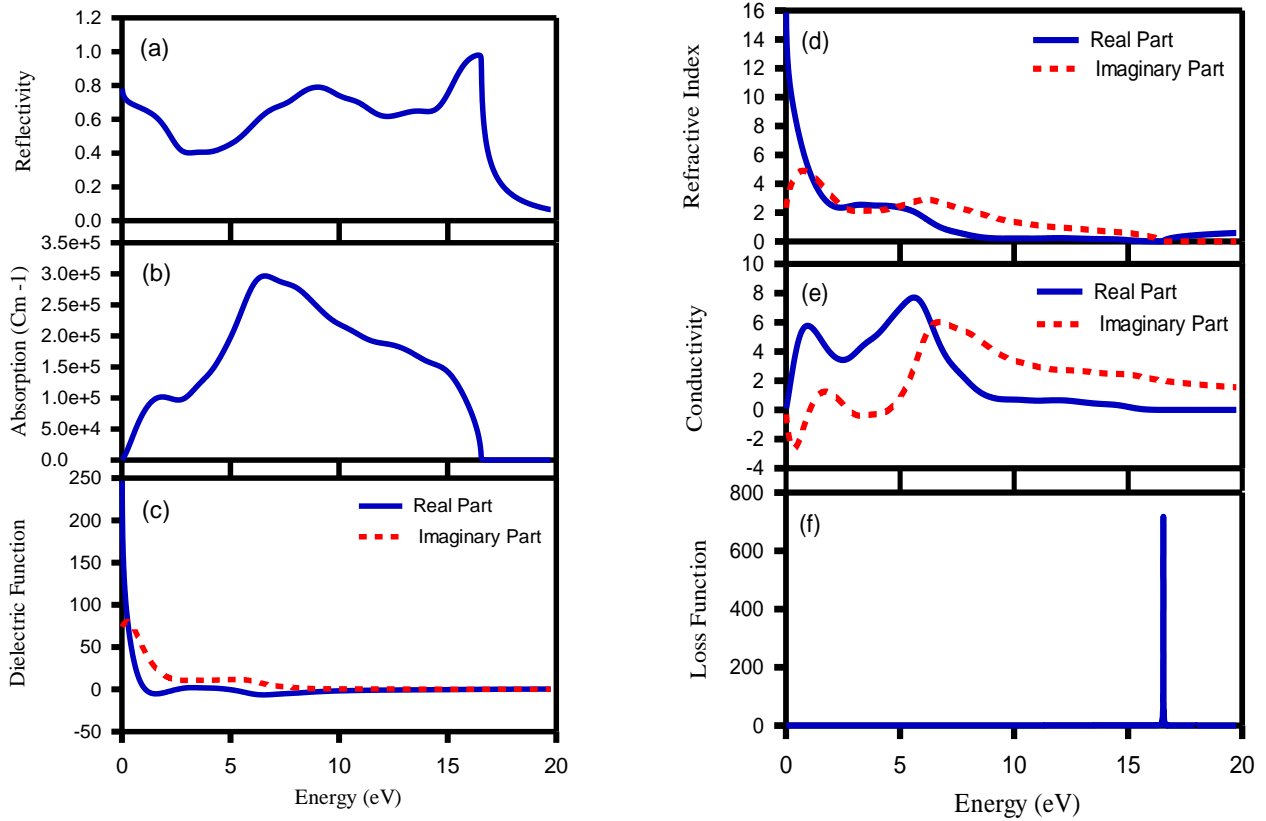 (a)
Reflectivity
1.2
1.0
0.8
0.6
0.4
0.2
0.0
(b)
Absorption (Cm -1)
3.5e+5
3.0e+5
2.5e+5
2.0e+5
1.5e+5
1.0e+5
5.0e+4
0.0
(c)
Real Part
Imaginary Part
Dielectric Function
250
200
150
100
50
0
-50
0 5 10 15 20
Energy (eV)
(d)
Real Part
Imaginary Part
Refractive Index
16
14
12
10
8
6
4
2
0
(e)
Real Part
Imaginary Part
Conductivity
10
8
6
4
2
0
-2
-4
(f)
Loss Function
800
600
400
200
0
0 5 10 15 20
Energy (eV)